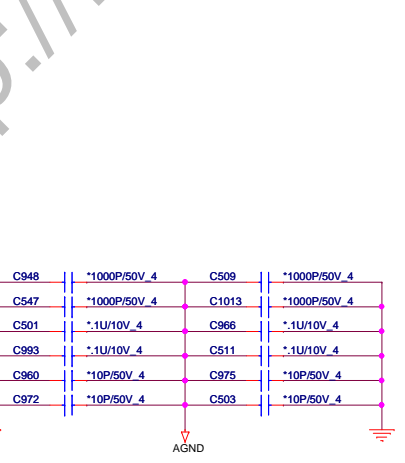 p://
C948 *1000P/50V_4 C509 *1000P/50V_4
C547 *1000P/50V_4 C1013 *1000P/50V_4
C501 *.1U/10V_4 C966 *.1U/10V_4
C993 *.1U/10V_4 C511 *.1U/10V_4
C960 *10P/50V_4 C975 *10P/50V_4
C972 *10P/50V_4 C503 *10P/50V_4
AGND